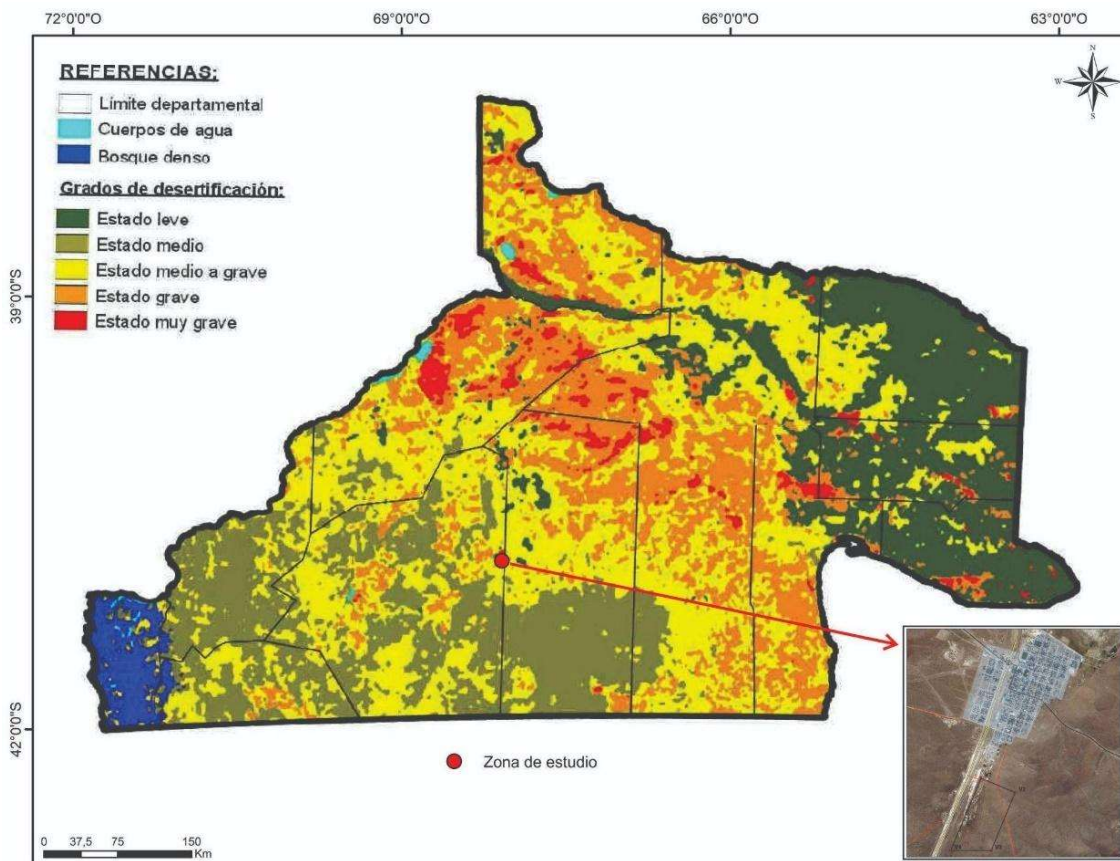 72°0'0"O
69°0'0"O
66°0'0"O
63°0'0"O
N
W
S
REFERENCIAS:
Límite departamental
Cuerpos de agua
Bosque denso
Grados de desertificación:
Estado leve
Estado medio
Estado medio a grave
Estado grave
Estado muy grave
39°0'0"S
42°0'0"S
Zona de estudio
0 37,5 75 150
Km